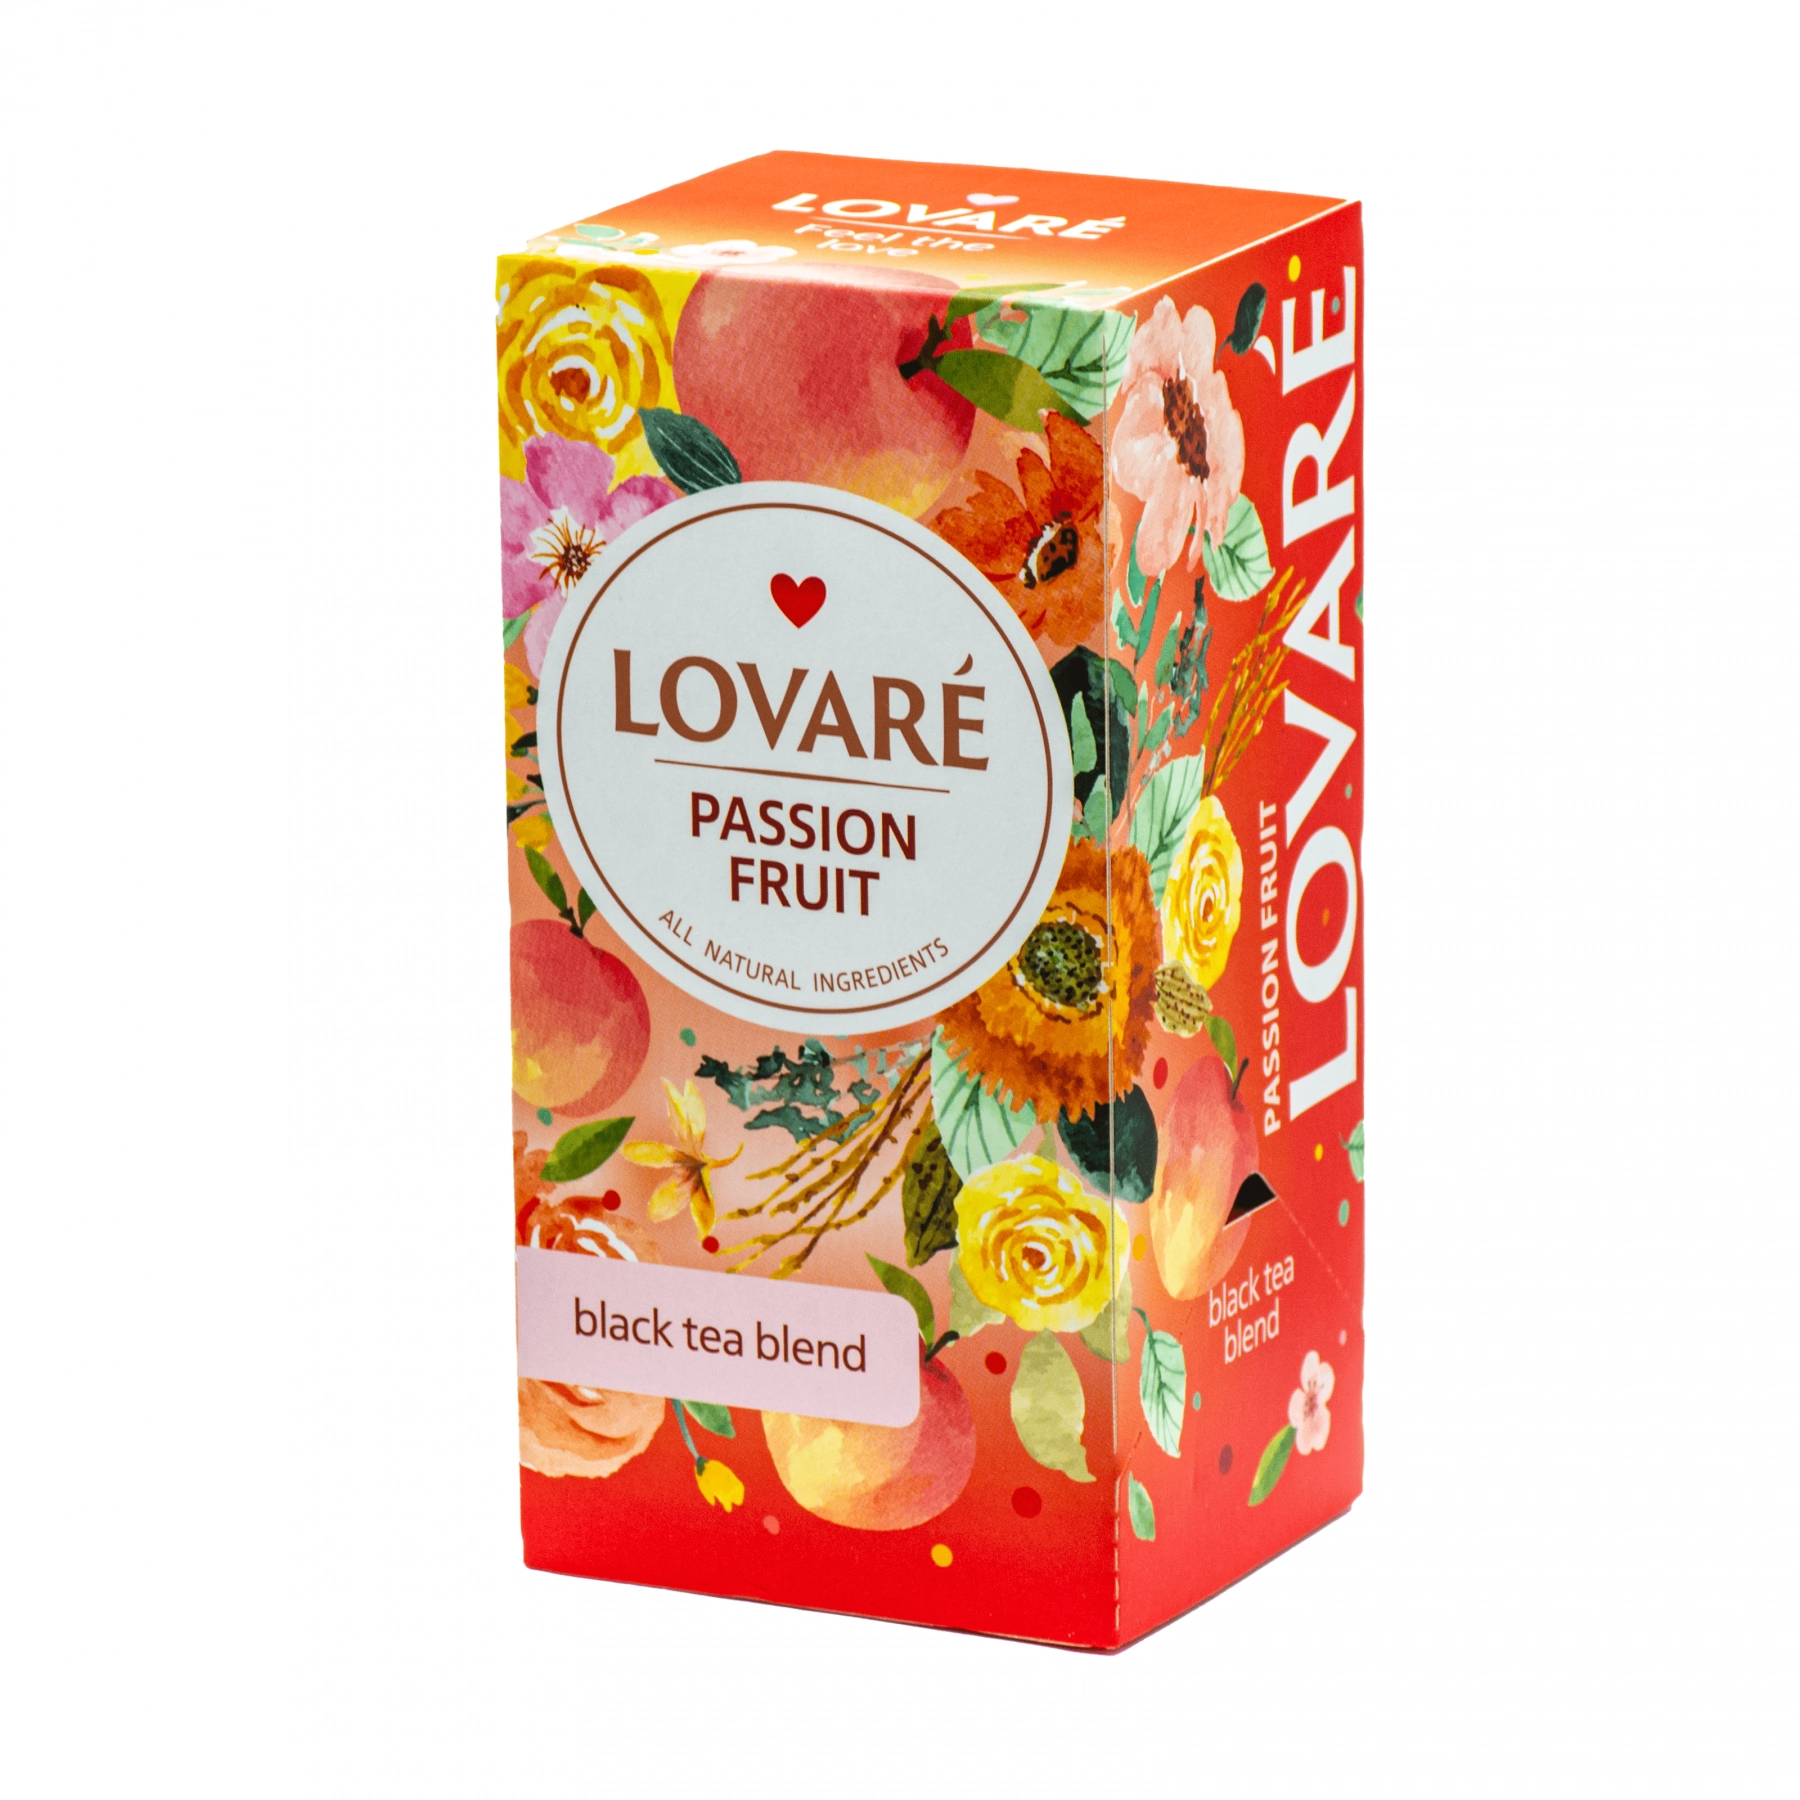 LOVARÉ
Feel the
love
LOVARÉ
PASSION
FRUIT
ALL NATURAL INGREDIENTS
black tea blend
LOVARÉ
PASSION FRUIT
black tea
blend